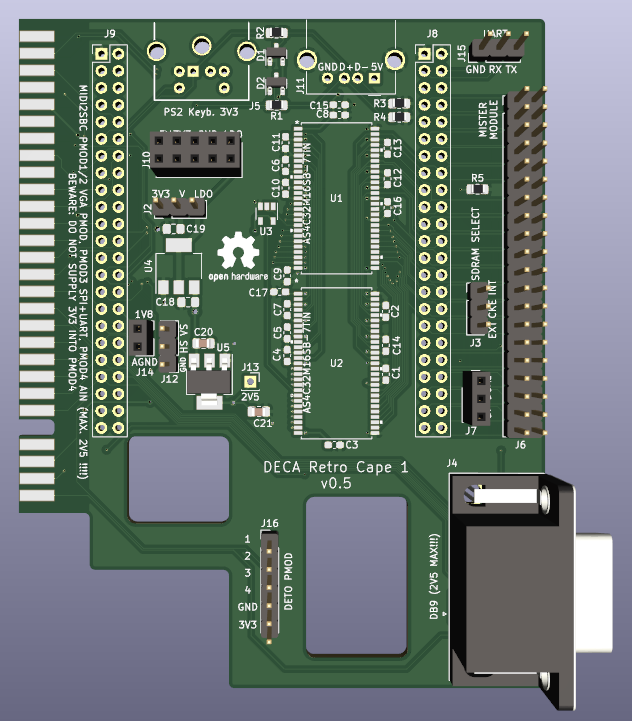 J9
R2
D1
D2
J5
PS2 Keyb. 3V3
R1
J11
GND D+ D- 5V
C15
C8
R3
R4
J8
UART
J15
GND RX TX
MISTER
MODULE
J10
C11
C6
C10
C13
C12
C16
AS4C32M16SB-7TIN
U1
R5
3V3 V LDO
J2
C19
U3
U4
open hardware
C9
C17
C18
SDRAM SELECT
EXT CKE INT
J3
1V8
AGND
J14
GND HS VS
J12
C20
U5
J13
2V5
C21
C7
C5
C4
AS4C32M16SB-7TIN
U2
C2
C14
C1
C3
J7
J6
MID2SBC PMOD1/2 VGA PMOD, PMOD3 SPI+UART, PMOD4 AIN (MAX. 2V5 !!!!)
BEWARE: DO NOT SUPPLY 3V3 INTO PMOD4
DECA Retro Cape 1
v0.5
J4
DB9 (2V5 MAX!!!)
J16
1
2
3
4
GND
3V3
DETO PMOD